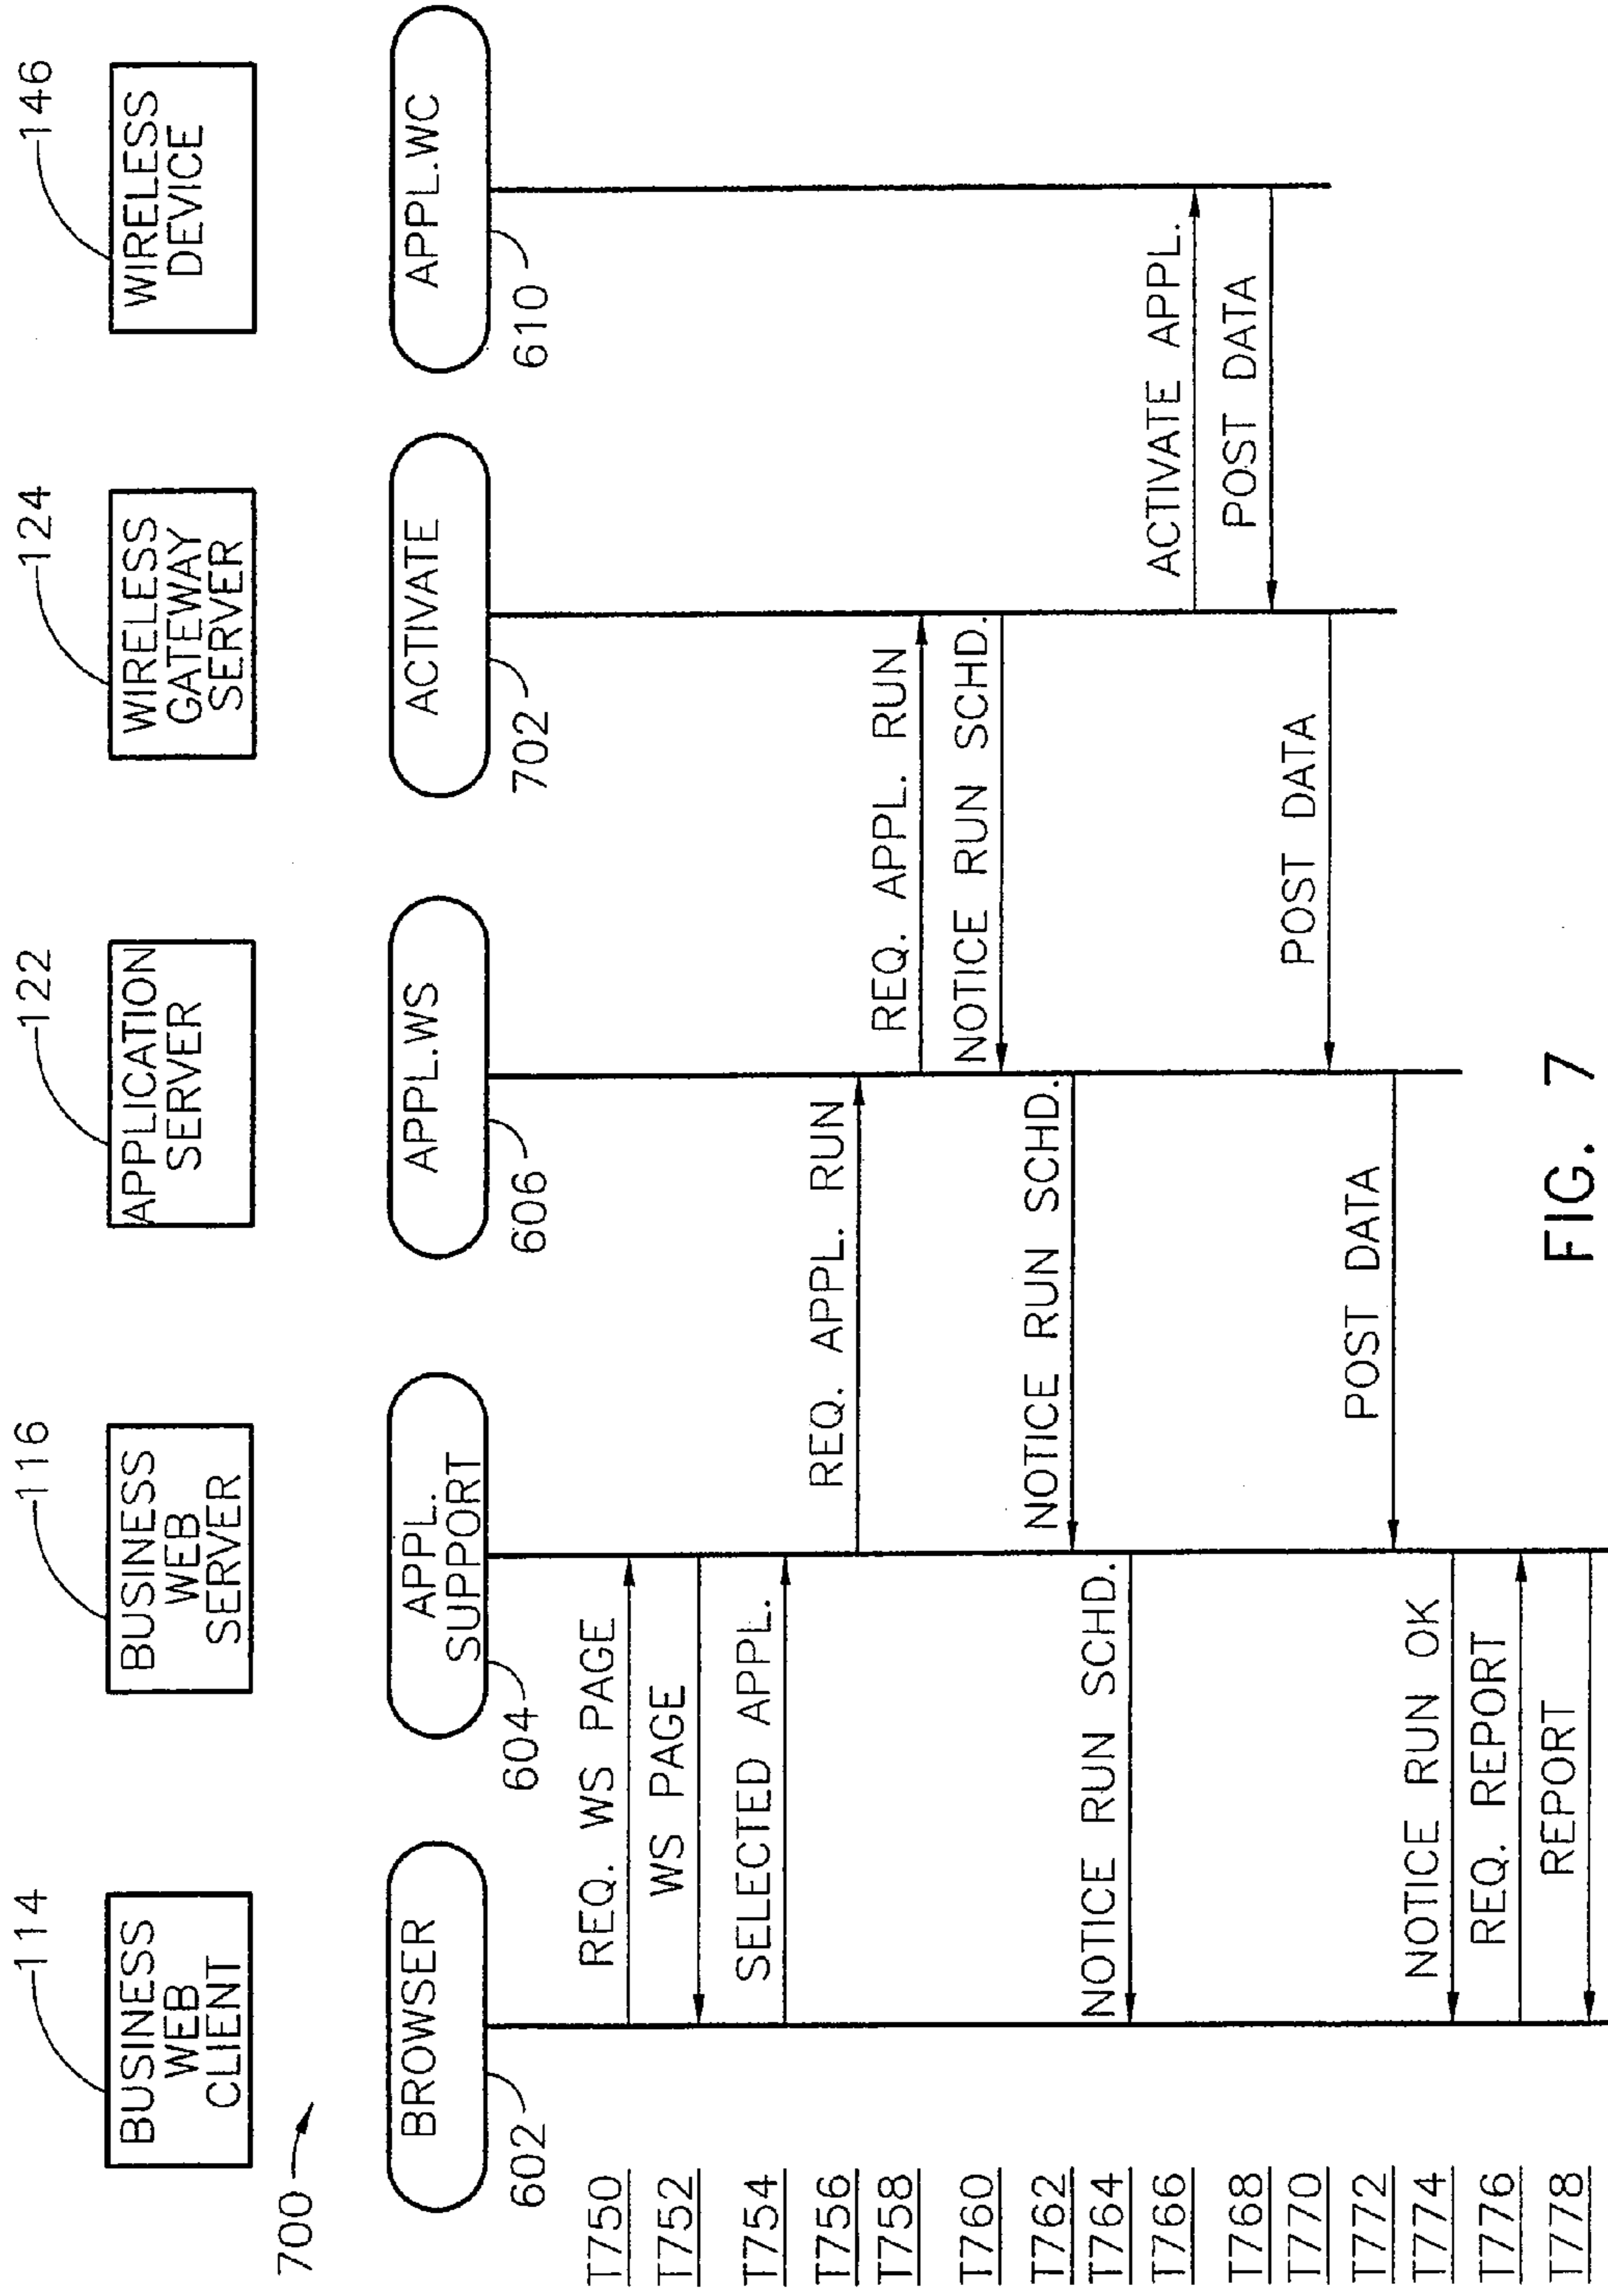 114
116
122
124
146
BUSINESS
WEB
CLIENT
BUSINESS
WEB
SERVER
APPLICATION
SERVER
WIRELESS
GATEWAY
SERVER
WIRELESS
DEVICE
700
BROWSER
APPL.
SUPPORT
APPL.WS
ACTIVATE
APPL.WC
602
604
606
702
610
T750
REQ. WS PAGE
T752
WS PAGE
T754
SELECTED APPL.
T756
REQ. APPL. RUN
T758
REQ. APPL. RUN
T760
NOTICE RUN SCHD.
T762
NOTICE RUN SCHD.
T764
NOTICE RUN SCHD.
T766
ACTIVATE APPL.
T768
POST DATA
T770
POST DATA
T772
POST DATA
T774
NOTICE RUN OK
T776
REQ. REPORT
T778
REPORT
FIG. 7